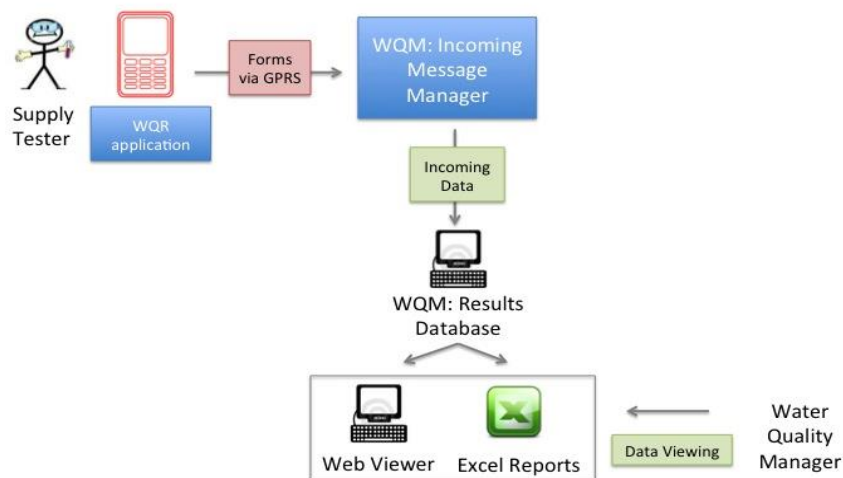 Supply
Tester
WQR
application
Forms
via GPRS
WQM: Incoming
Message
Manager
Incoming
Data
WQM: Results
Database
Web Viewer
Excel Reports
Data Viewing
Water
Quality
Manager